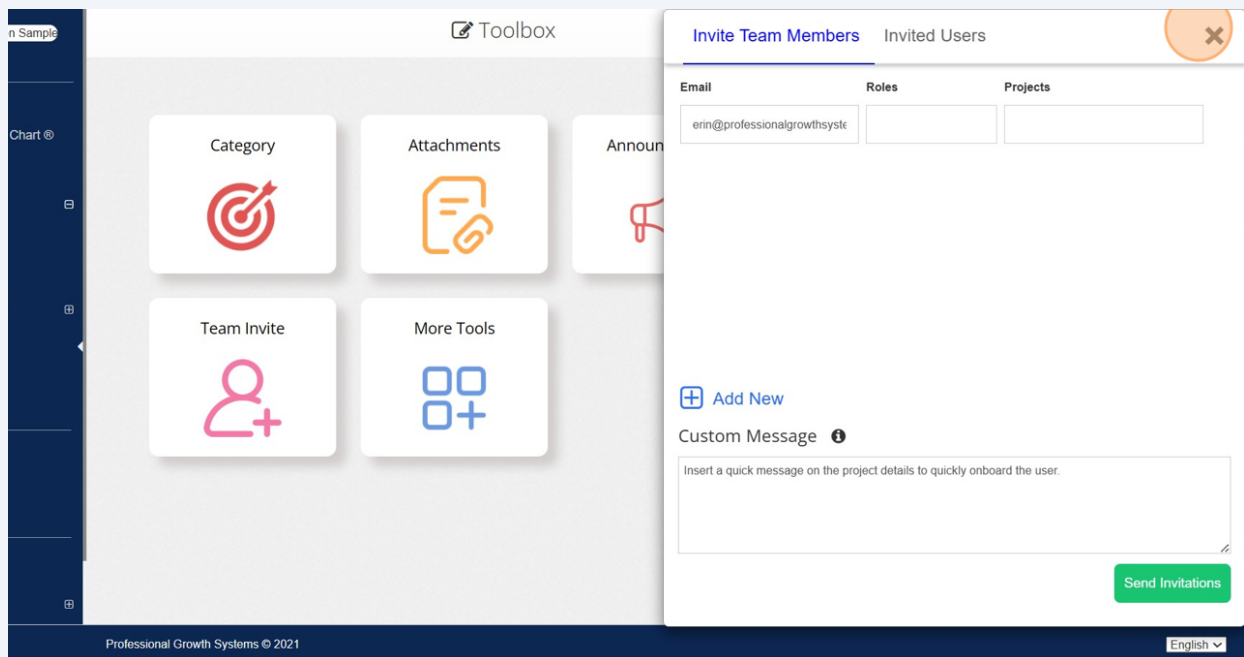 n Sample
Toolbox
Invite Team Members Invited Users
Email Roles Projects
erin@professionalgrowthsyste
Chart ®
Category Attachments Announ
Team Invite More Tools
Add New
Custom Message
Insert a quick message on the project details to quickly onboard the user.
Send Invitations
Professional Growth Systems © 2021
English